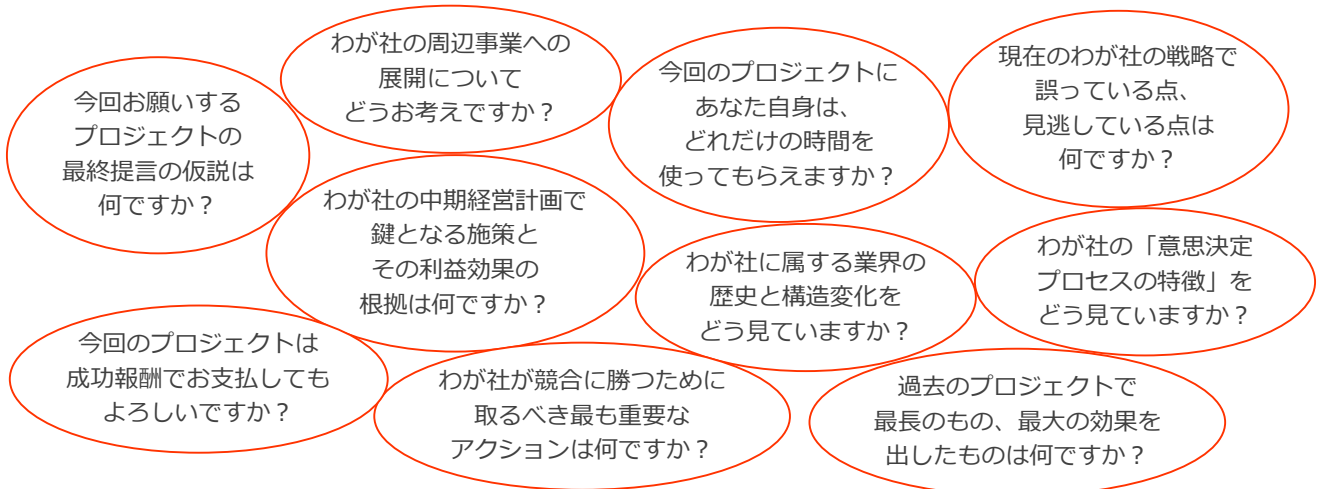 今回お願いする
プロジェクトの
最終提言の仮説は
何ですか？
わが社の周辺事業への
展開について
どうお考えですか？
今回のプロジェクトに
あなた自身は、
どれだけの時間を
使ってもらえますか？
現在のわが社の戦略で
誤っている点、
見逃している点は
何ですか？
わが社の中期経営計画で
鍵となる施策と
その利益効果の
根拠は何ですか？
わが社に属する業界の
歴史と構造変化を
どう見ていますか？
わが社の「意思決定
プロセスの特徴」を
どう見ていますか？
今回のプロジェクトは
成功報酬でお支払しても
よろしいですか？
わが社が競合に勝つために
取るべき最も重要な
アクションは何ですか？
過去のプロジェクトで
最長のもの、最大の効果を
出したものは何ですか？